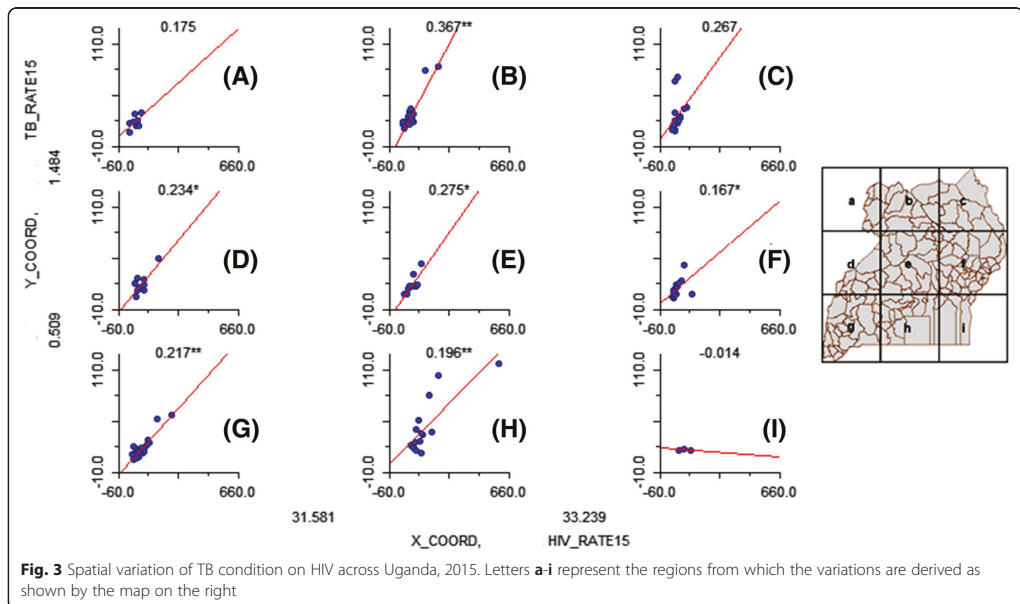 0.175
0.367**
0.267
TB_RATE15
110.0
(A)
110.0
(B)
110.0
(C)
-10.0
-10.0
-10.0
-60.0 660.0
-60.0 660.0
-60.0 660.0
1.484
0.234*
0.275*
0.167*
Y_COORD,
110.0
(D)
110.0
(E)
110.0
(F)
-10.0
-10.0
-10.0
-60.0 660.0
-60.0 660.0
-60.0 660.0
0.509
0.217**
0.196**
-0.014
110.0
(G)
110.0
(H)
110.0
(I)
-10.0
-10.0
-10.0
-60.0 660.0
-60.0 660.0
-60.0 660.0
31.581 33.239
X_COORD, HIV_RATE15
a b c
d e f
g h i
Fig. 3 Spatial variation of TB condition on HIV across Uganda, 2015. Letters a-i represent the regions from which the variations are derived as
shown by the map on the right